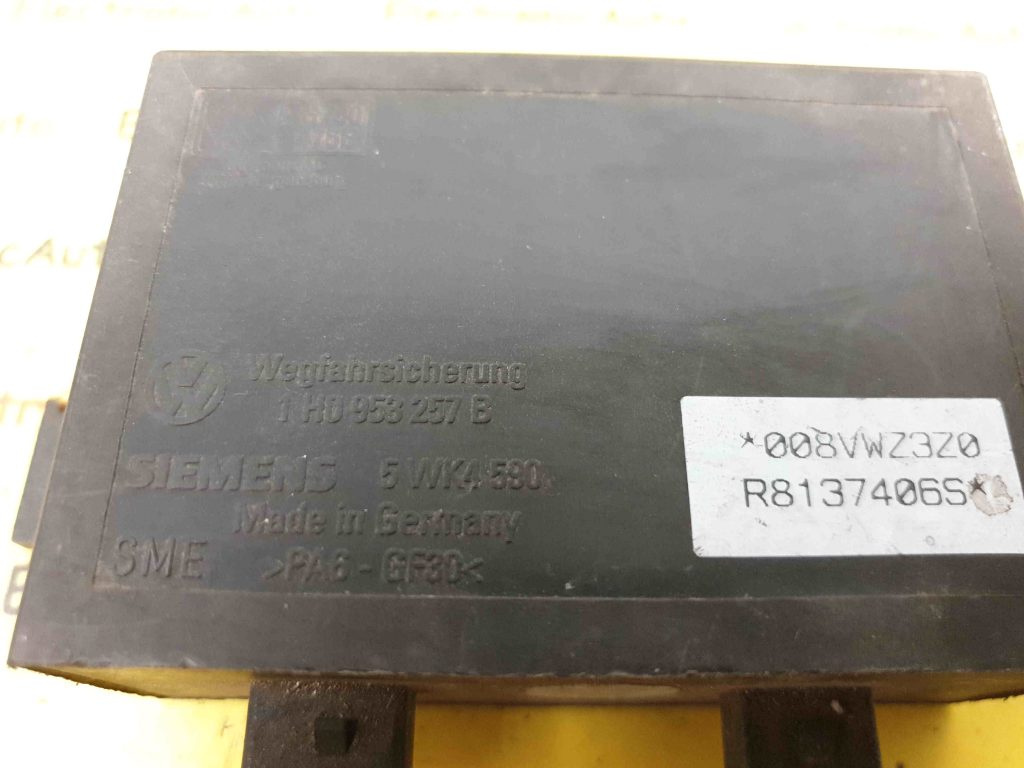 Wegfahrsicherung
1 H0 953 257 B
SIEMENS 5 WK4 590
Made in Germany
SME >PA6 - GF30<
*008VWZ3Z0
R8137406S*